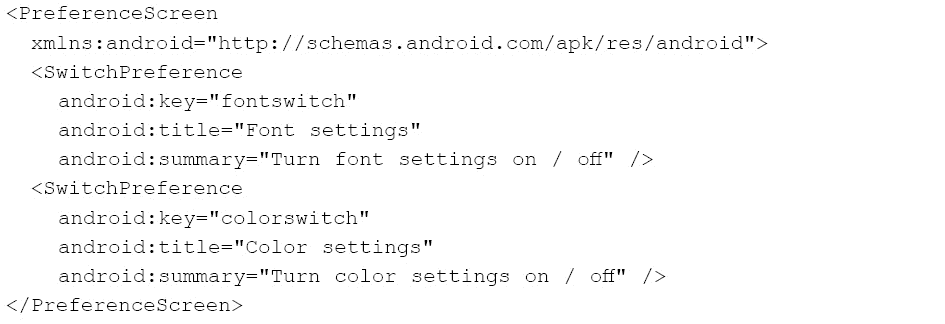 <PreferenceScreen
xmlns:android="http://schemas.android.com/apk/res/android">
<SwitchPreference
android:key="fontswitch"
android:title="Font settings"
android:summary="Turn font settings on / off" />
<SwitchPreference
android:key="colorswitch"
android:title="Color settings"
android:summary="Turn color settings on / off" />
</PreferenceScreen>